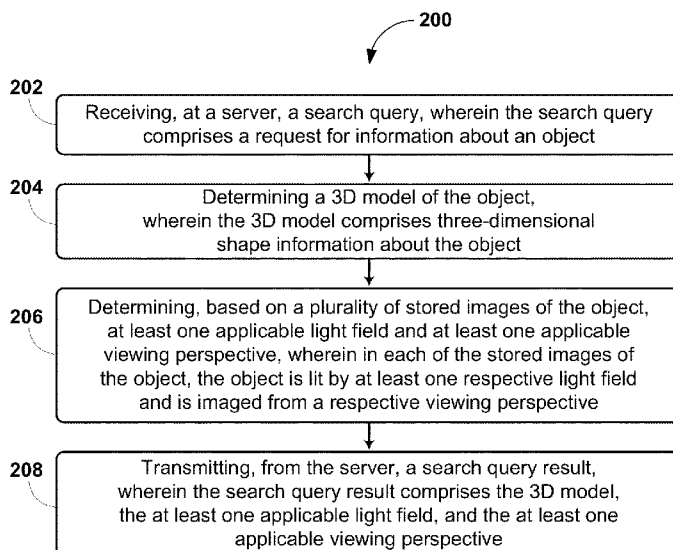 200
202
Receiving, at a server, a search query, wherein the search query
comprises a request for information about an object
204
Determining a 3D model of the object,
wherein the 3D model comprises three-dimensional
shape information about the object
206
Determining, based on a plurality of stored images of the object,
at least one applicable light field and at least one applicable
viewing perspective, wherein in each of the stored images of
the object, the object is lit by at least one respective light field
and is imaged from a respective viewing perspective
208
Transmitting, from the server, a search query result,
wherein the search query result comprises the 3D model,
the at least one applicable light field, and the at least one
applicable viewing perspective